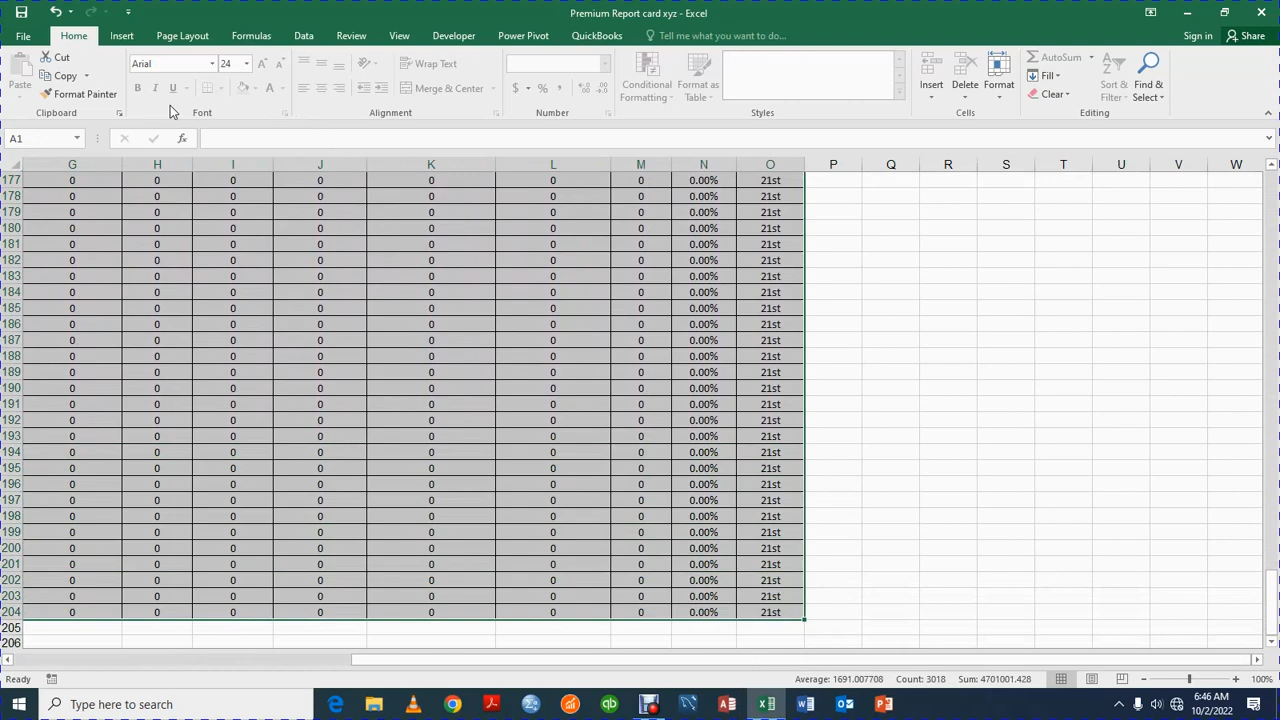 Premium Report card xyz - Excel
File Home Insert Page Layout Formulas Data Review View Developer Power Pivot QuickBooks Tell me what you want to do... Sign in Share
Cut
Copy
Format Painter
Paste
Clipboard
Arial 24
B I U
Font
Wrap Text
Merge & Center
Alignment
$ % ,
Number
Conditional Formatting
Format as Table
Styles
Insert Delete Format
Cells
AutoSum
Fill
Clear
Sort & Filter
Find & Select
Editing
A1 fx
G H I J K L M N O P Q R S T U V W
177 0 0 0 0 0 0 0 0.00% 21st
178 0 0 0 0 0 0 0 0.00% 21st
179 0 0 0 0 0 0 0 0.00% 21st
180 0 0 0 0 0 0 0 0.00% 21st
181 0 0 0 0 0 0 0 0.00% 21st
182 0 0 0 0 0 0 0 0.00% 21st
183 0 0 0 0 0 0 0 0.00% 21st
184 0 0 0 0 0 0 0 0.00% 21st
185 0 0 0 0 0 0 0 0.00% 21st
186 0 0 0 0 0 0 0 0.00% 21st
187 0 0 0 0 0 0 0 0.00% 21st
188 0 0 0 0 0 0 0 0.00% 21st
189 0 0 0 0 0 0 0 0.00% 21st
190 0 0 0 0 0 0 0 0.00% 21st
191 0 0 0 0 0 0 0 0.00% 21st
192 0 0 0 0 0 0 0 0.00% 21st
193 0 0 0 0 0 0 0 0.00% 21st
194 0 0 0 0 0 0 0 0.00% 21st
195 0 0 0 0 0 0 0 0.00% 21st
196 0 0 0 0 0 0 0 0.00% 21st
197 0 0 0 0 0 0 0 0.00% 21st
198 0 0 0 0 0 0 0 0.00% 21st
199 0 0 0 0 0 0 0 0.00% 21st
200 0 0 0 0 0 0 0 0.00% 21st
201 0 0 0 0 0 0 0 0.00% 21st
202 0 0 0 0 0 0 0 0.00% 21st
203 0 0 0 0 0 0 0 0.00% 21st
204 0 0 0 0 0 0 0 0.00% 21st
205
206
Ready Average: 1691.007708 Count: 3018 Sum: 4701001.428 100%
Type here to search
6:46 AM
10/2/2022